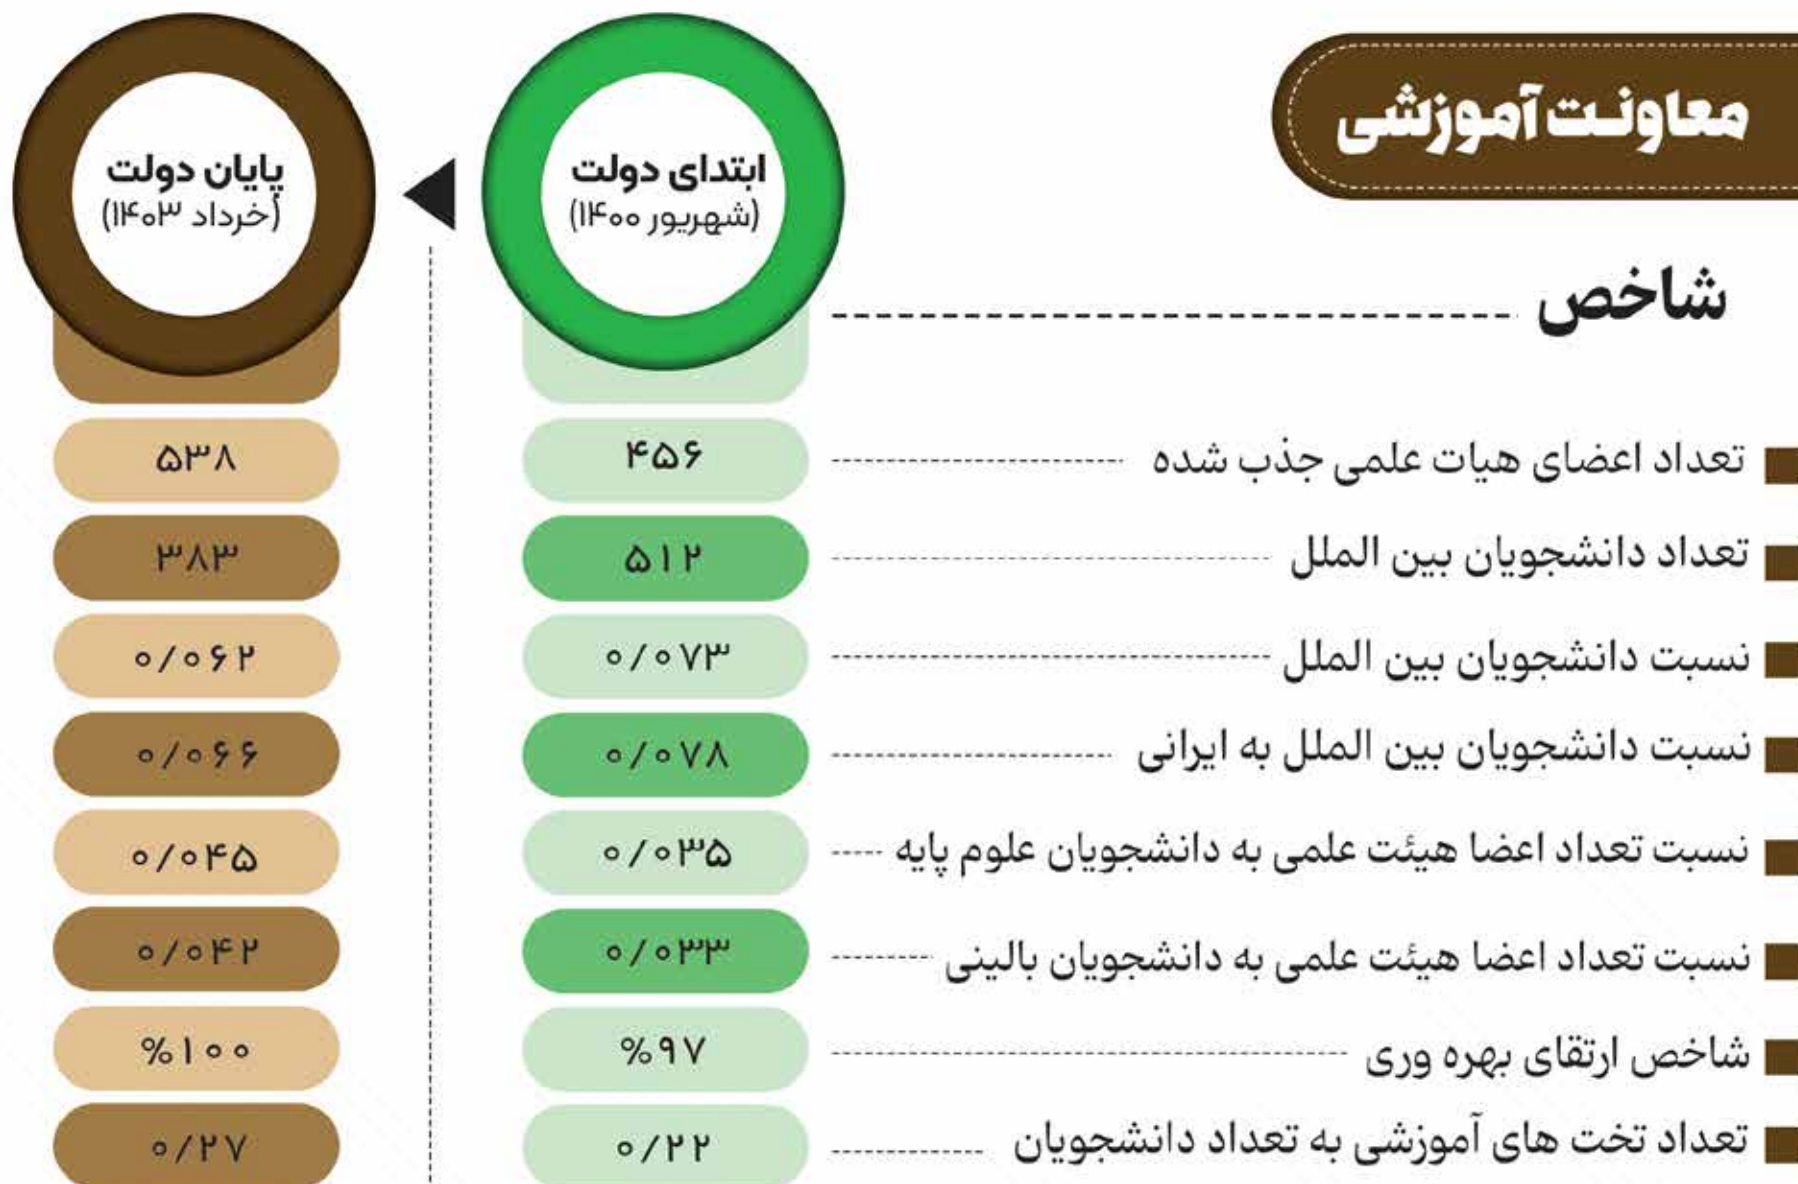 معاونت آموزشی
ابتدای دولت
(شهریور ۱۴۰۰)
پایان دولت
(خرداد ۱۴۰۳)
شاخص
تعداد اعضای هیات علمی جذب شده ۴۵۶ ۵۳۸
تعداد دانشجویان بین الملل ۵۱۲ ۳۸۳
نسبت دانشجویان بین الملل ۰/۰۷۳ ۰/۰۶۲
نسبت دانشجویان بین الملل به ایرانی ۰/۰۷۸ ۰/۰۶۶
نسبت تعداد اعضا هیئت علمی به دانشجویان علوم پایه ۰/۰۳۵ ۰/۰۴۵
نسبت تعداد اعضا هیئت علمی به دانشجویان بالینی ۰/۰۳۳ ۰/۰۴۲
شاخص ارتقای بهره وری %۹۷ %۱۰۰
تعداد تخت های آموزشی به تعداد دانشجویان ۰/۲۲ ۰/۲۷